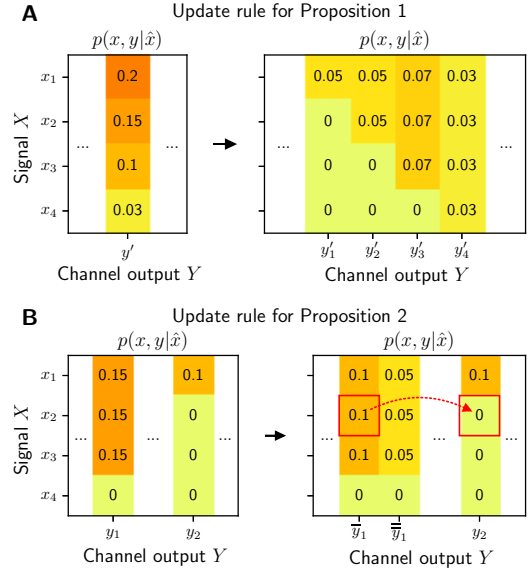 A
Update rule for Proposition 1
p(x, y|x̂) p(x, y|x̂)
Signal X
x₁ 0.2 0.05 0.05 0.07 0.03
x₂ 0.15 0 0.05 0.07 0.03
... ... ... ...
x₃ 0.1 0 0 0.07 0.03
x₄ 0.03 0 0 0 0.03
y′ y′₁ y′₂ y′₃ y′₄
Channel output Y Channel output Y
B
Update rule for Proposition 2
p(x, y|x̂) p(x, y|x̂)
Signal X
x₁ 0.15 0.1 0.1 0.05 0.1
x₂ 0.15 0 0.1 0.05 0
... ... ... ... ... ...
x₃ 0.15 0 0.1 0.05 0
x₄ 0 0 0 0 0
y₁ y₂ y̅₁ y̿₁ y₂
Channel output Y Channel output Y